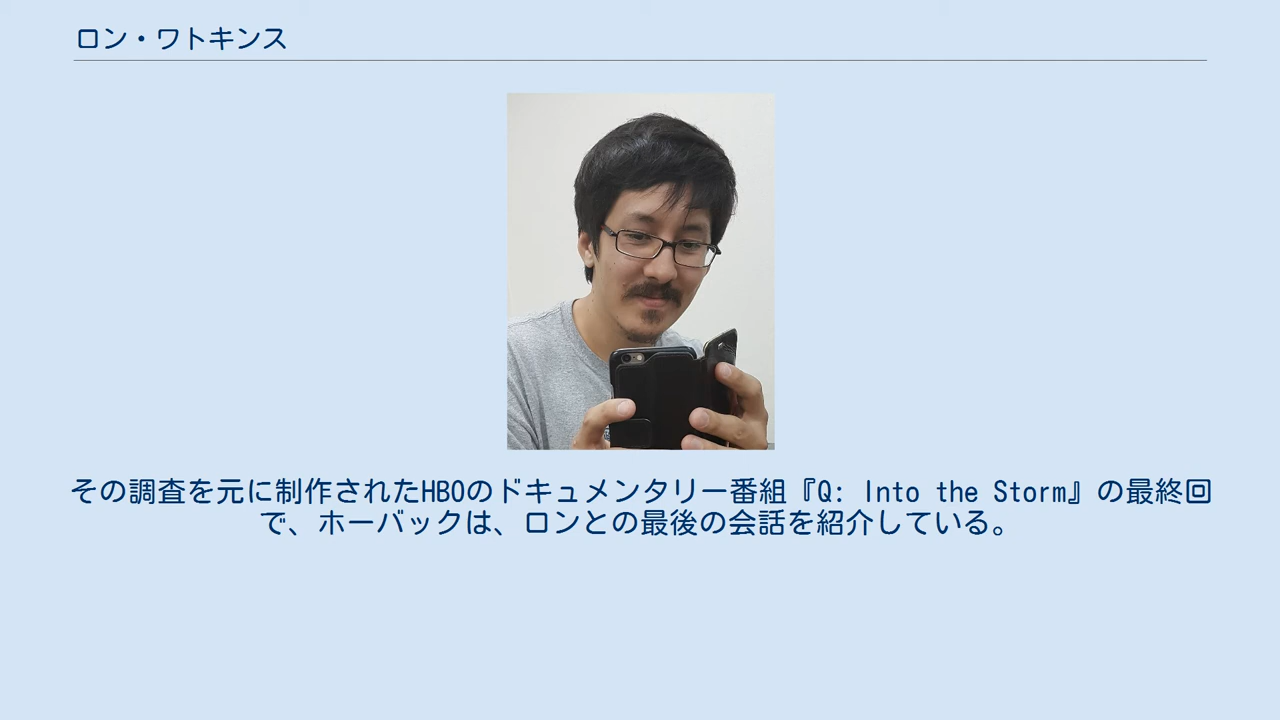 ロン・ワトキンス
その調査を元に制作されたHBOのドキュメンタリー番組『Q: Into the Storm』の最終回
で、ホーバックは、ロンとの最後の会話を紹介している。